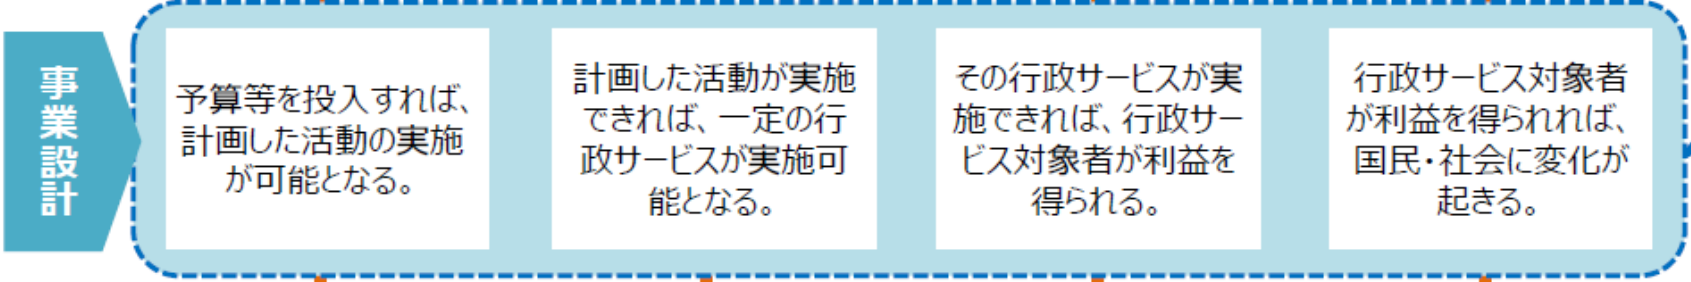 事業設計
予算等を投入すれば、
計画した活動の実施
が可能となる。
計画した活動が実施
できれば、一定の行
政サービスが実施可
能となる。
その行政サービスが実
施できれば、行政サー
ビス対象者が利益を
得られる。
行政サービス対象者
が利益を得られれば、
国民・社会に変化が
起きる。